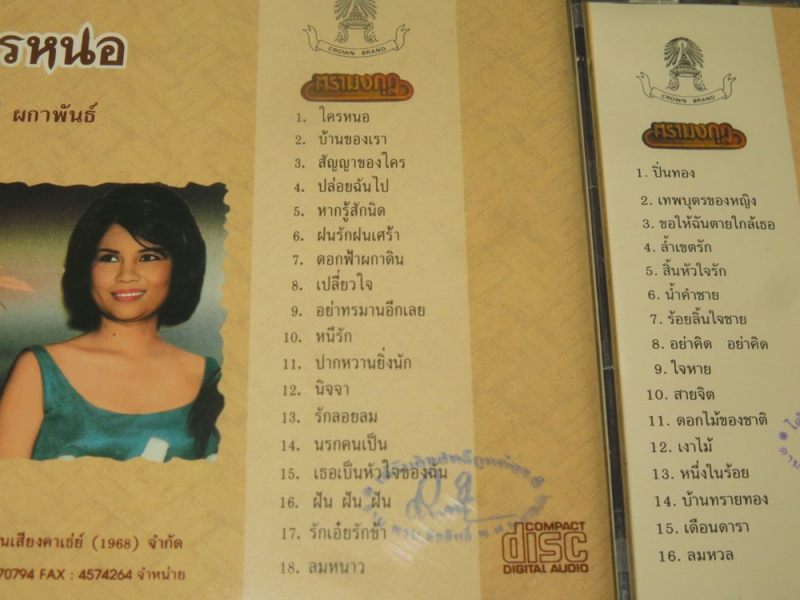 รหนอ
ผกาพันธ์
CROWN BRAND
ตรามงกุฎ
1. ใครหนอ
2. บ้านของเรา
3. สัญญาของใคร
4. ปล่อยฉันไป
5. หากรู้สักนิด
6. ฝนรักฝนเศร้า
7. ดอกฟ้าผกาดิน
8. เปลี่ยวใจ
9. อย่าทรมานอีกเลย
10. หนีรัก
11. ปากหวานยิ่งนัก
12. นิจจา
13. รักลอยลม
14. นรกคนเป็น
15. เธอเป็นหัวใจของฉัน
16. ฝัน ฝัน ฝัน
17. รักเอ๋ยรักข้า
18. ลมหนาว
นเสียงคาเธ่ย์ (1968) จำกัด
70794 FAX : 4574264 จำหน่าย
COMPACT
disc
DIGITAL AUDIO
CROWN BRAND
ตรามงกุฎ
1. ปิ่นทอง
2. เทพบุตรของหญิง
3. ขอให้ฉันตายใกล้เธอ
4. ล้ำเขตรัก
5. สิ้นหัวใจรัก
6. น้ำคำชาย
7. ร้อยลิ้นใจชาย
8. อย่าคิด อย่าคิด
9. ใจหาย
10. สายจิต
11. ดอกไม้ของชาติ
12. เงาไม้
13. หนึ่งในร้อย
14. บ้านทรายทอง
15. เดือนดารา
16. ลมหวล